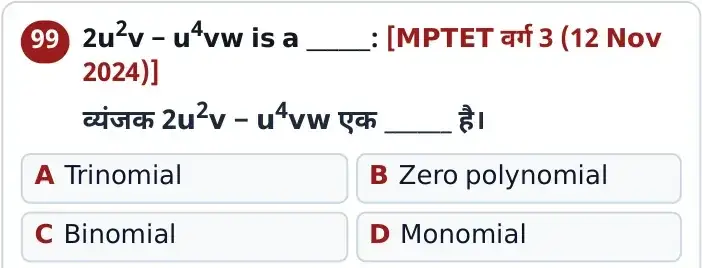 99 2u²v – u⁴vw is a _____: [MPTET वर्ग 3 (12 Nov
2024)]
व्यंजक 2u²v – u⁴vw एक _____ है।
A Trinomial
B Zero polynomial
C Binomial
D Monomial